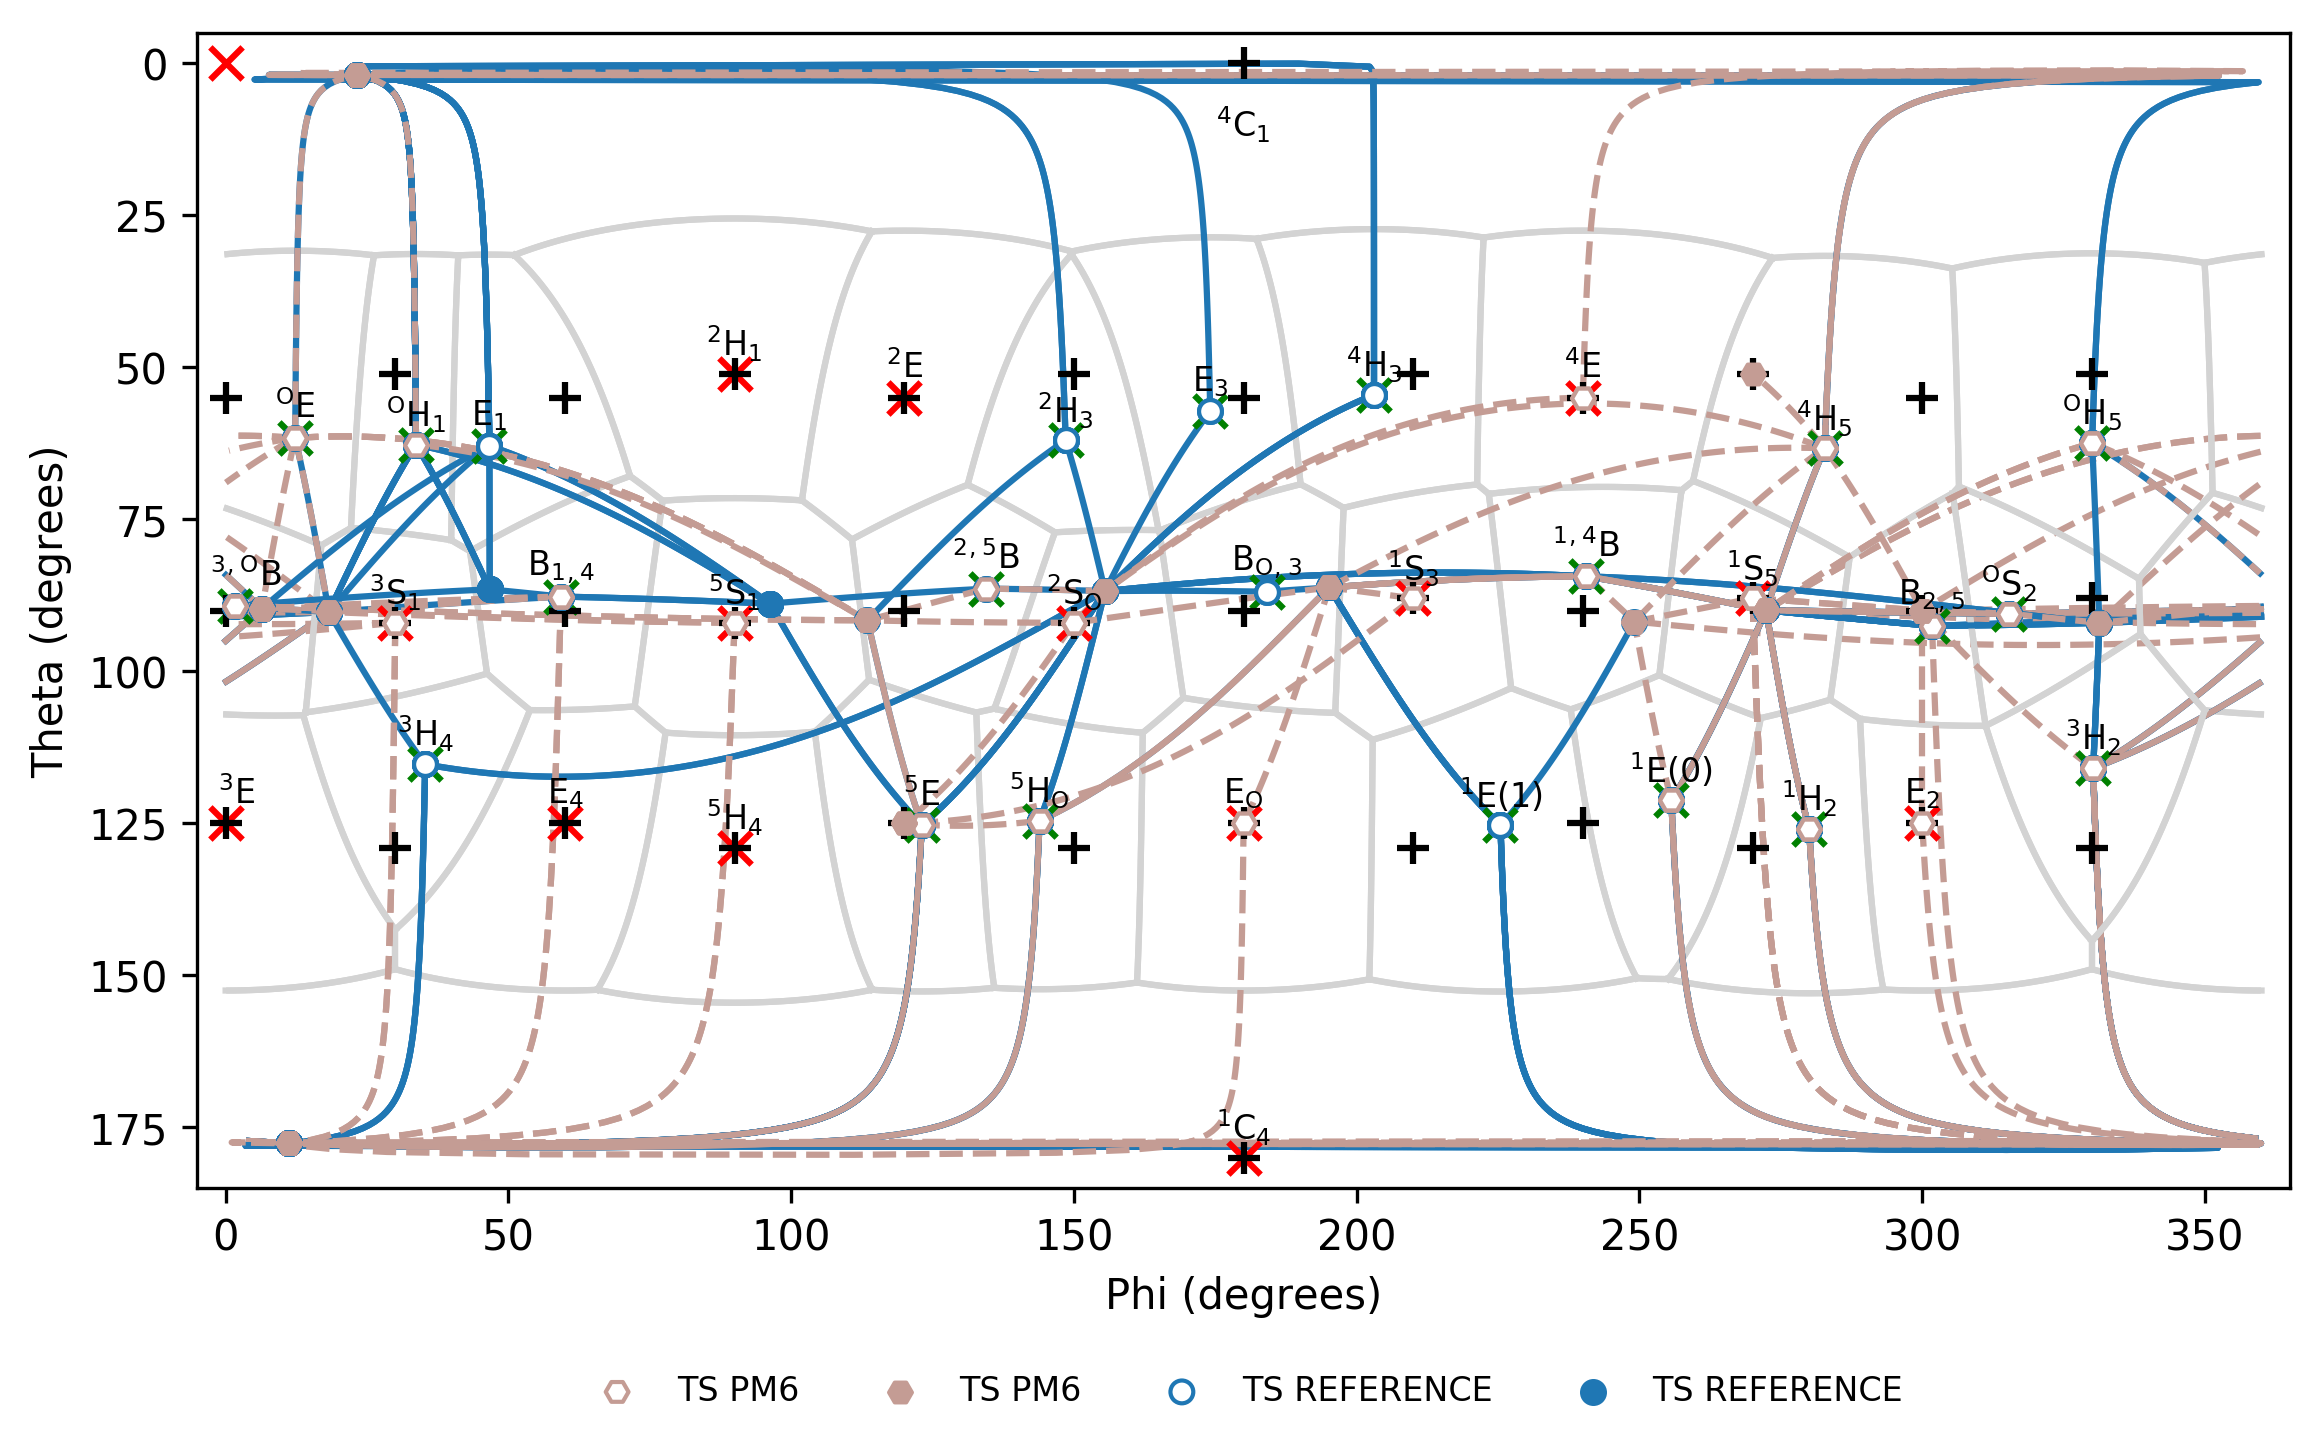 0
25
50
75
100
125
150
175
Theta (degrees)
⁴C₁
²H₁
²E
⁴E
⁴H₃
E₃
ᴼE
ᴼH₁
E₁
²H₃
⁴H₅
ᴼH₅
³,ᴼB
³S₁
B₁,₄
⁵S₁
²,⁵B
²Sₒ
Bₒ,₃
¹S₃
¹,⁴B
¹S₅
B₂,₅
ᴼS₂
³H₄
³H₂
³E
E₄
⁵H₄
⁵E
⁵Hₒ
Eₒ
¹E(1)
¹E(0)
¹H₂
E₂
¹C₄
0 50 100 150 200 250 300 350
Phi (degrees)
TS PM6 TS PM6 TS REFERENCE TS REFERENCE